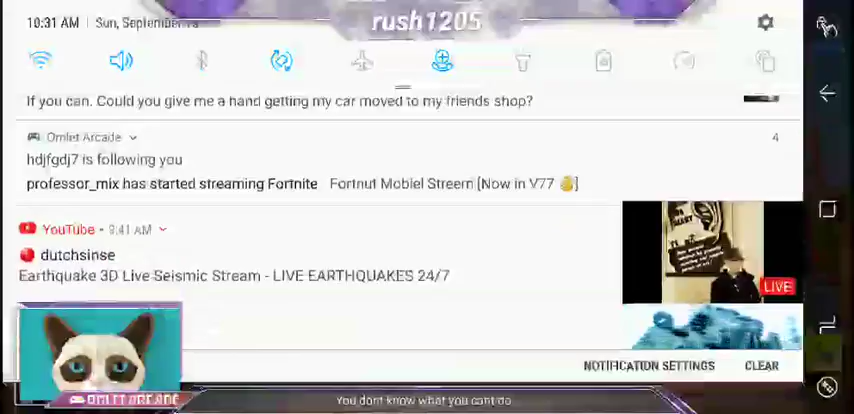 rush1205
10:31 AM | Sun, September
If you can. Could you give me a hand getting my car moved to my friends shop?
Omlet Arcade
4
hdjfgdj7 is following you
professor_mix has started streaming Fortnite Fortnut Mobiel Streem [Now in V77 👌]
YouTube • 9:41 AM
dutchsinse
Earthquake 3D Live Seismic Stream - LIVE EARTHQUAKES 24/7
LIVE
NOTIFICATION SETTINGS CLEAR
OMLET ARCADE
You dont know what you cant do